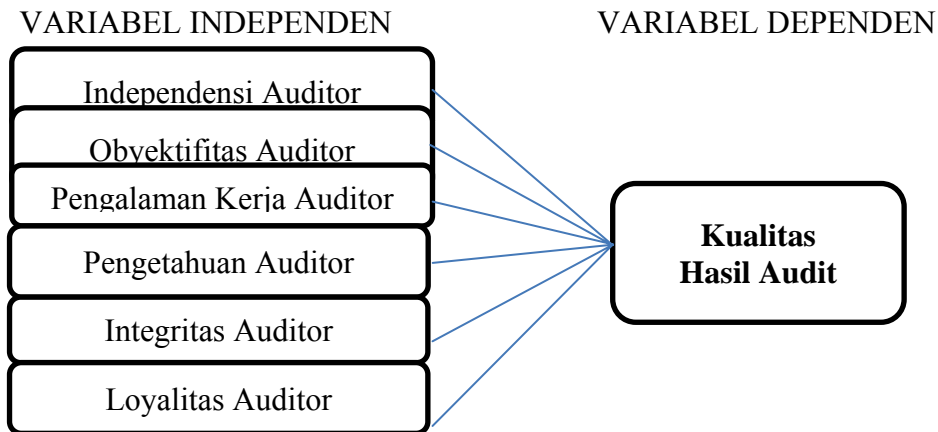 VARIABEL INDEPENDEN
VARIABEL DEPENDEN
Independensi Auditor
Obyektifitas Auditor
Pengalaman Kerja Auditor
Pengetahuan Auditor
Integritas Auditor
Loyalitas Auditor
Kualitas
Hasil Audit